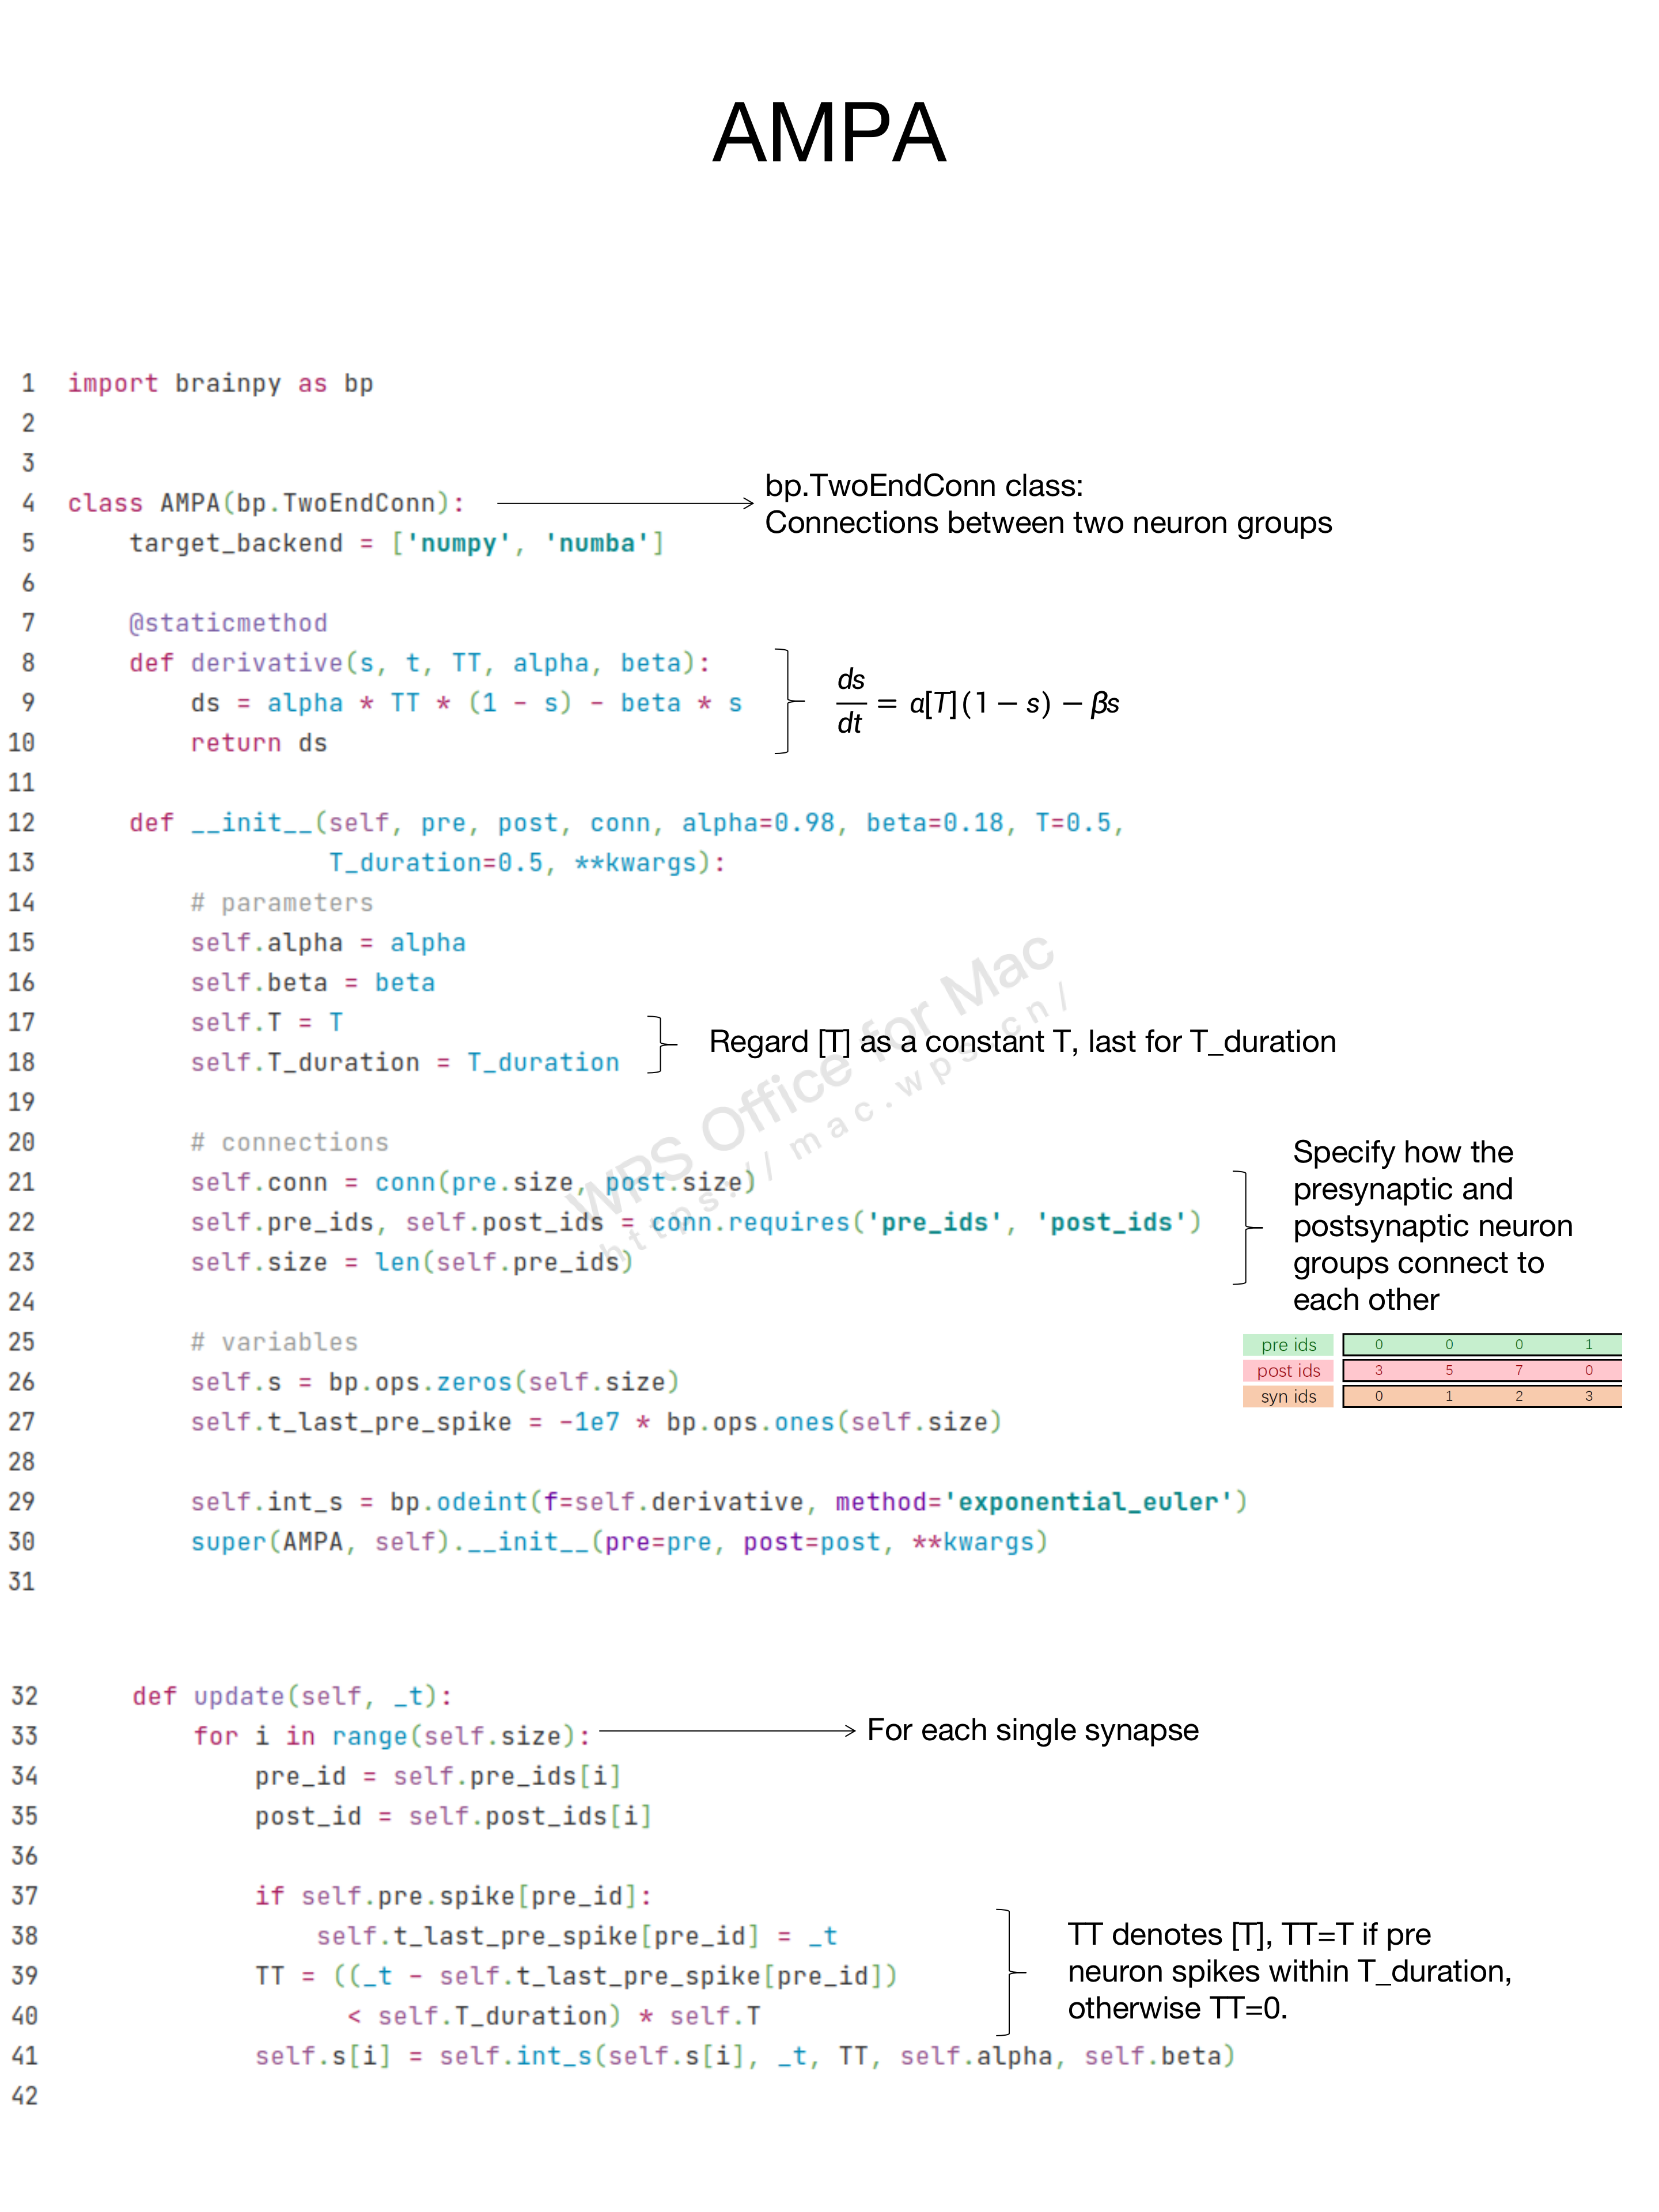 AMPA
1 import brainpy as bp
2
3
4 class AMPA(bp.TwoEndConn):
bp.TwoEndConn class:
Connections between two neuron groups
5 target_backend = ['numpy', 'numba']
6
7 @staticmethod
8 def derivative(s, t, TT, alpha, beta):
9 ds = alpha * TT * (1 - s) - beta * s
10 return ds
ds/dt = α[T](1 − s) − βs
11
12 def __init__(self, pre, post, conn, alpha=0.98, beta=0.18, T=0.5,
13 T_duration=0.5, **kwargs):
14 # parameters
15 self.alpha = alpha
16 self.beta = beta
17 self.T = T
18 self.T_duration = T_duration
Regard [T] as a constant T, last for T_duration
19
20 # connections
21 self.conn = conn(pre.size, post.size)
22 self.pre_ids, self.post_ids = conn.requires('pre_ids', 'post_ids')
23 self.size = len(self.pre_ids)
Specify how the
presynaptic and
postsynaptic neuron
groups connect to
each other
24
25 # variables
26 self.s = bp.ops.zeros(self.size)
27 self.t_last_pre_spike = -1e7 * bp.ops.ones(self.size)
pre ids 0 0 0 1
post ids 3 5 7 0
syn ids 0 1 2 3
28
29 self.int_s = bp.odeint(f=self.derivative, method='exponential_euler')
30 super(AMPA, self).__init__(pre=pre, post=post, **kwargs)
31
32 def update(self, _t):
33 for i in range(self.size):
For each single synapse
34 pre_id = self.pre_ids[i]
35 post_id = self.post_ids[i]
36
37 if self.pre.spike[pre_id]:
38 self.t_last_pre_spike[pre_id] = _t
39 TT = ((_t - self.t_last_pre_spike[pre_id])
40 < self.T_duration) * self.T
TT denotes [T], TT=T if pre
neuron spikes within T_duration,
otherwise TT=0.
41 self.s[i] = self.int_s(self.s[i], _t, TT, self.alpha, self.beta)
42
WPS Office for Mac
https://mac.wps.cn/